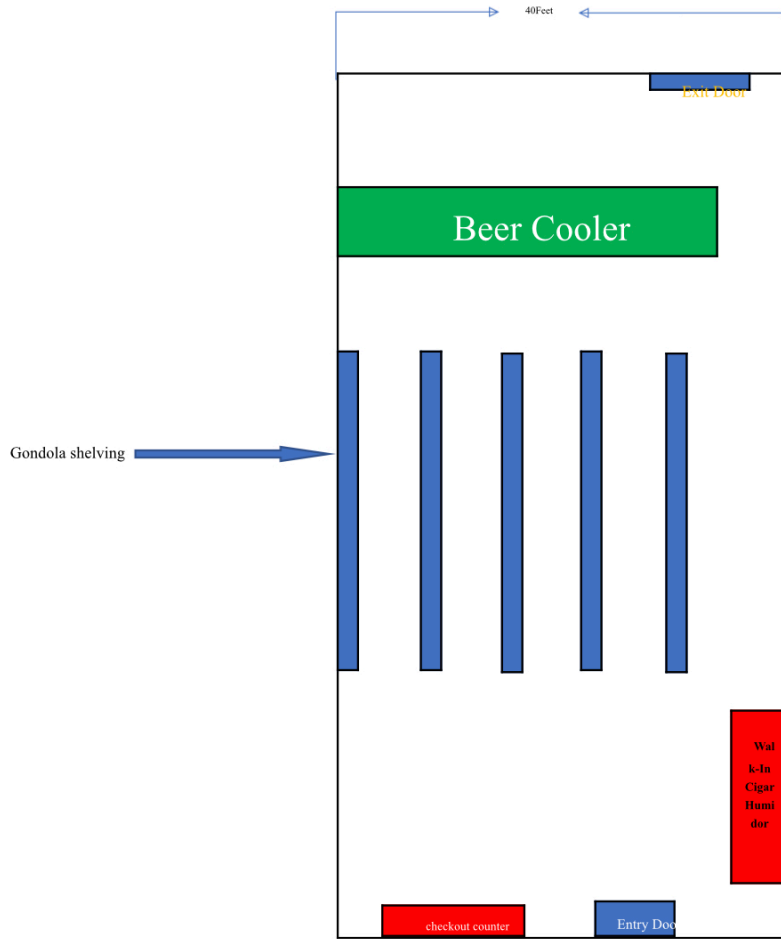 40Feet
Exit Door
Beer Cooler
Gondola shelving
Wal
k-In
Cigar
Humi
dor
checkout counter
Entry Doo